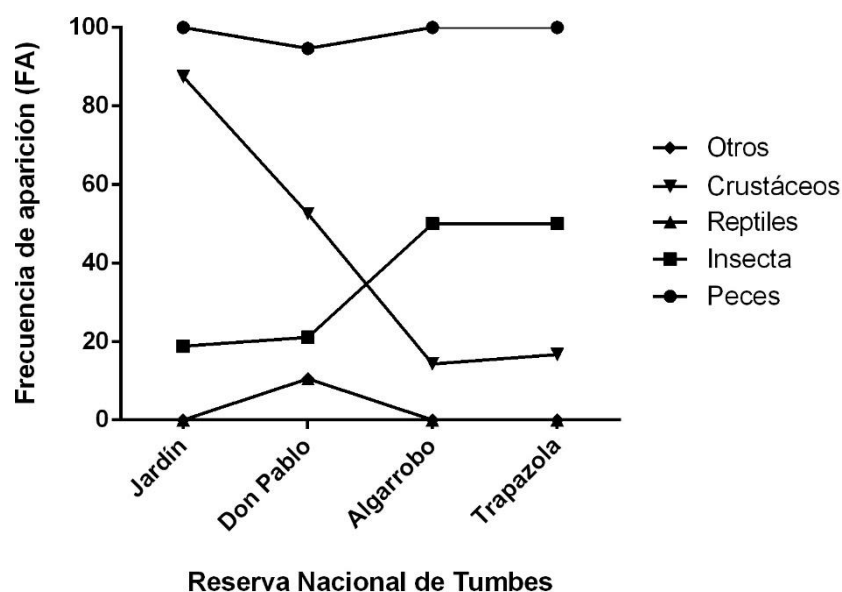 Frecuencia de aparición (FA)
100
80
60
40
20
0
Jardín
Don Pablo
Algarrobo
Trapazola
Reserva Nacional de Tumbes
Otros
Crustáceos
Reptiles
Insecta
Peces